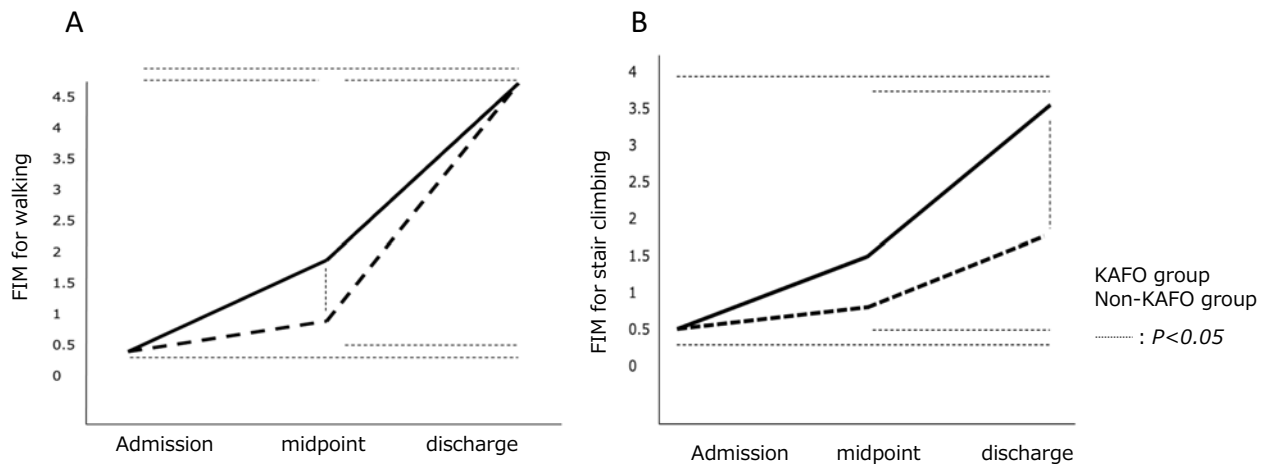 A
FIM for walking
4.5
4
3.5
3
2.5
2
1.5
1
0.5
0
Admission midpoint discharge
B
FIM for stair climbing
4
3.5
3
2.5
2
1.5
1
0.5
0
Admission midpoint discharge
KAFO group
Non-KAFO group
: P<0.05